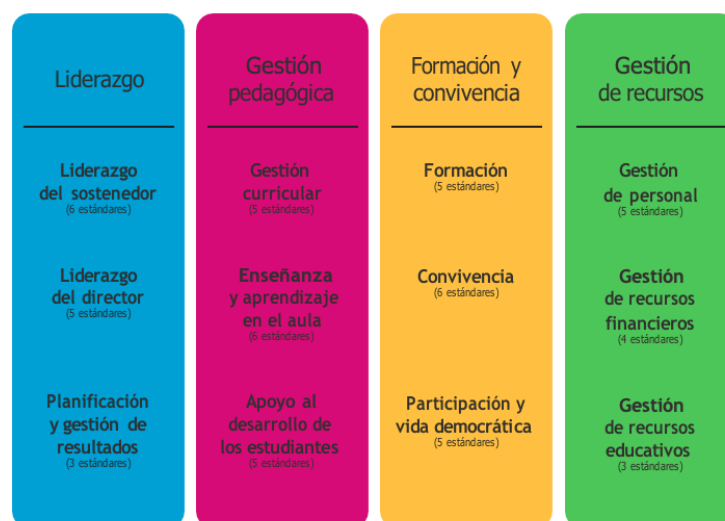 Liderazgo
Liderazgo
del sostenedor
(6 estándares)
Liderazgo
del director
(5 estándares)
Planificación
y gestión de
resultados
(3 estándares)
Gestión
pedagógica
Gestión
curricular
(5 estándares)
Enseñanza
y aprendizaje
en el aula
(6 estándares)
Apoyo al
desarrollo de
los estudiantes
(5 estándares)
Formación y
convivencia
Formación
(5 estándares)
Convivencia
(6 estándares)
Participación y
vida democrática
(5 estándares)
Gestión
de recursos
Gestión
de personal
(5 estándares)
Gestión
de recursos
financieros
(4 estándares)
Gestión
de recursos
educativos
(3 estándares)